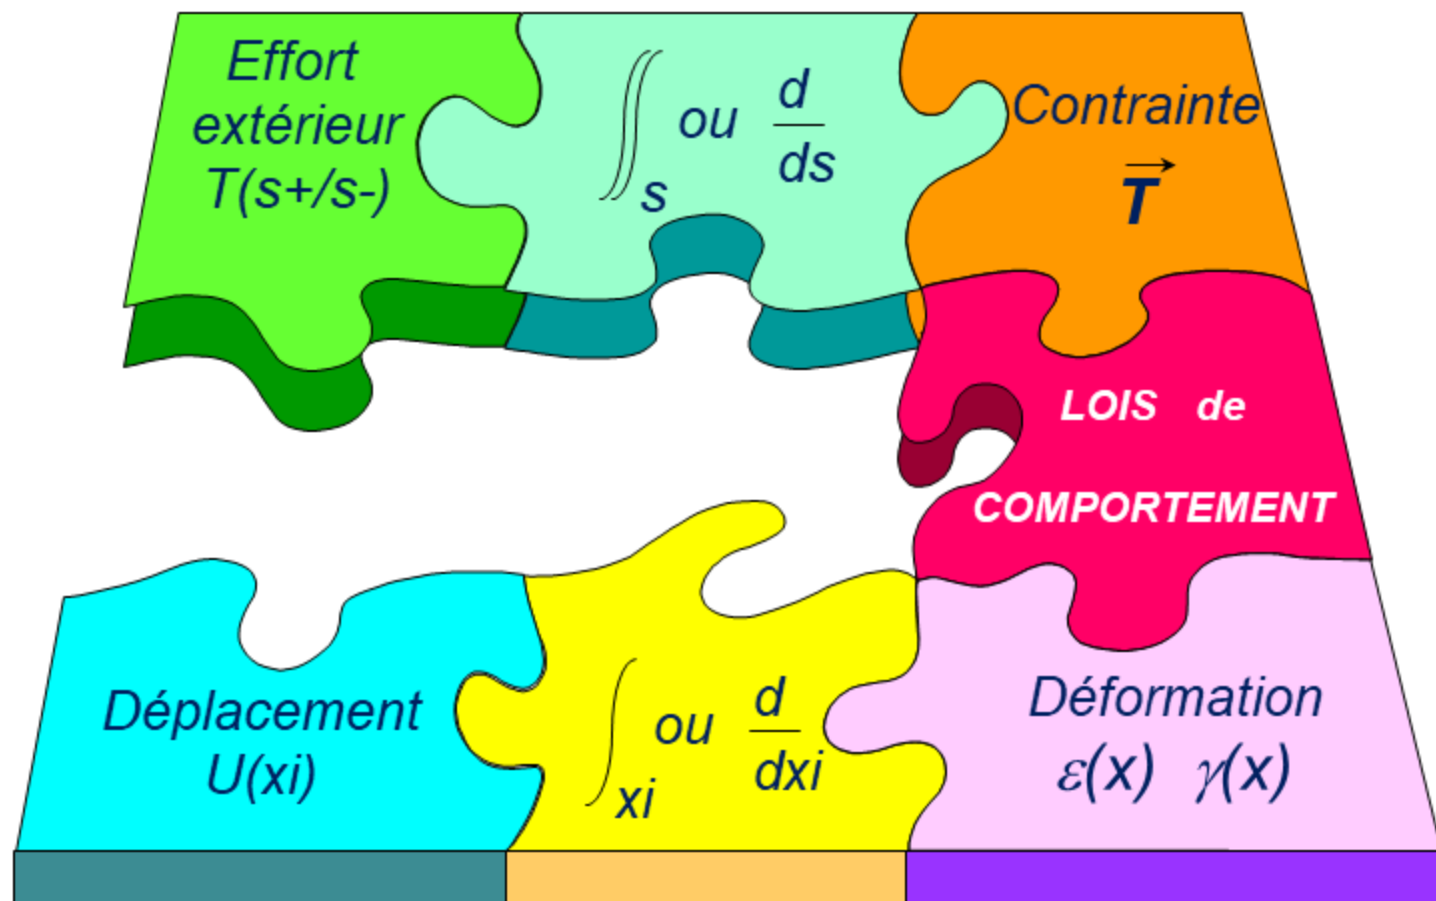 Effort
extérieur
T(s+/s-)
∬s ou d/ds
Contrainte
T⃗
LOIS de
COMPORTEMENT
Déplacement
U(xi)
∫xi ou d/dxi
Déformation
ε(x) γ(x)